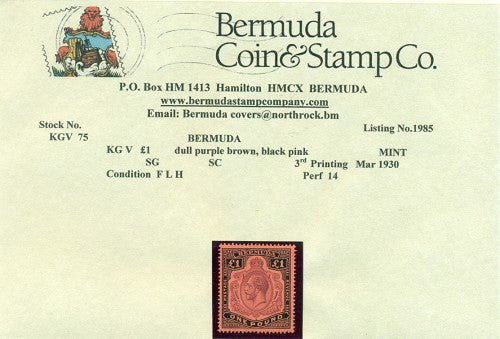 Bermuda
Coin & Stamp Co.
P.O. Box HM 1413 Hamilton HMCX BERMUDA
www.bermudastampcompany.com
Email: Bermuda covers@northrock.bm
Stock No. Listing No.1985
KGV 75
BERMUDA
KG V £1 dull purple brown, black pink MINT
SG SC 3rd Printing Mar 1930
Condition F L H Perf 14
BERMUDA
£1 £1
ONE POUND